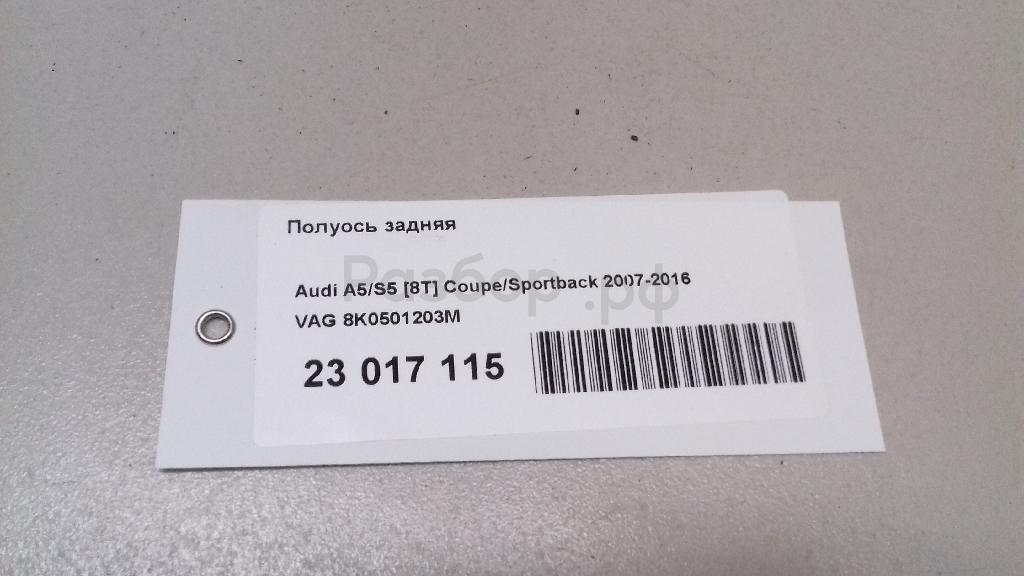 Полуось задняя
Audi A5/S5 [8T] Coupe/Sportback 2007-2016
VAG 8K0501203M
23 017 115
Разбор.рф